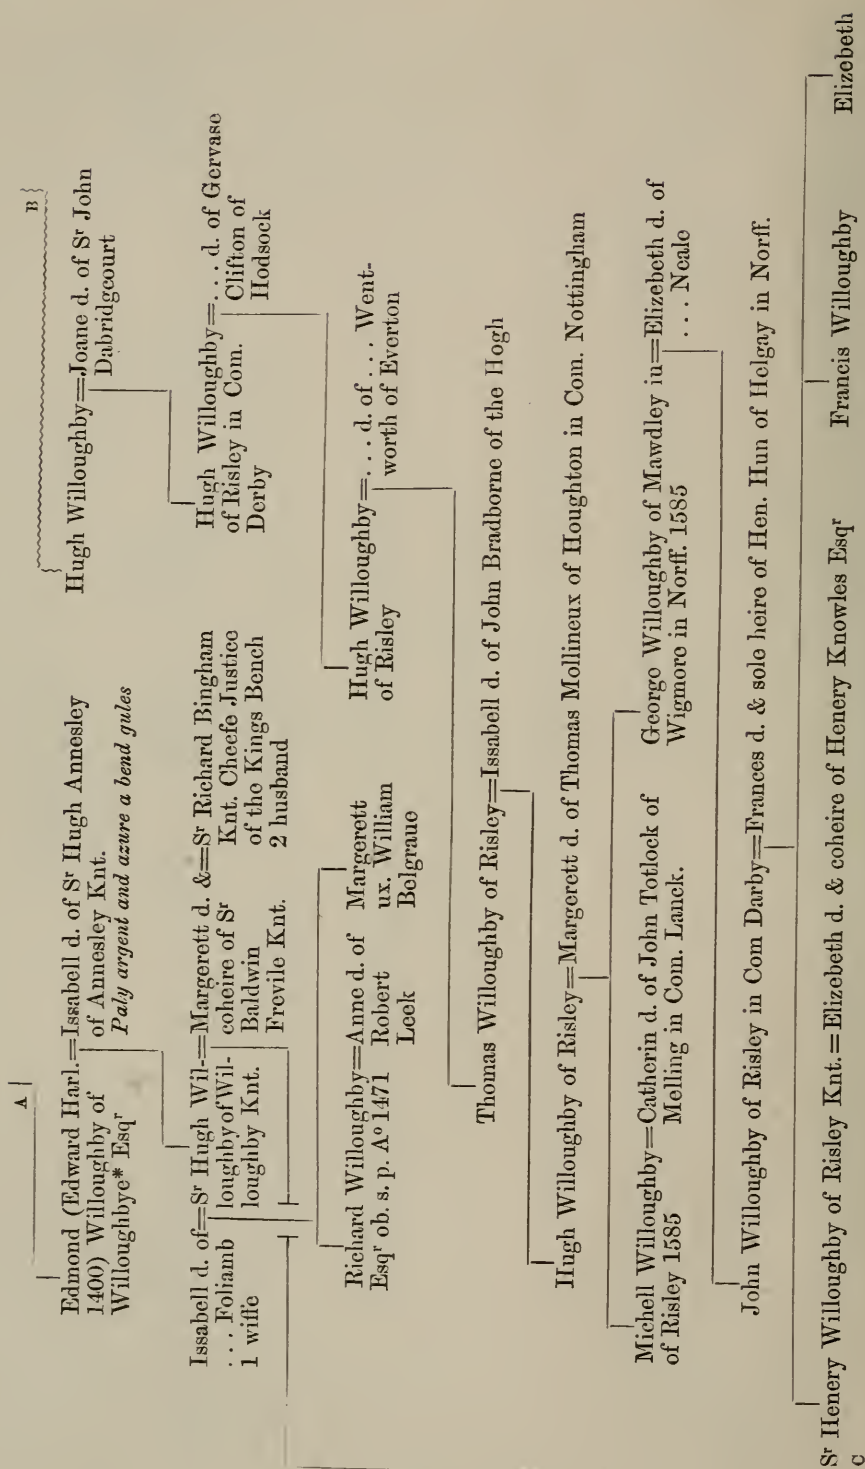 A
B
Edmond (Edward Harl.=Issabell d. of Sʳ Hugh Annesley
1400) Willoughby of
Willoughbye* Esqʳ
of Annesley Knt.
Paly argent and azure a bend gules
Hugh Willoughby=Joane d. of Sʳ John
Dabridgcourt
Issabell d. of=Sʳ Hugh Wil-=Margerett d. &=Sʳ Richard Bingham
... Foliamb
1 wiffe
loughby of Wil-
loughby Knt.
coheire of Sʳ
Baldwin
Frevile Knt.
Knt. Cheefe Justice
of the Kings Bench
2 husband
Hugh Willoughby=... d. of Gervase
of Risley in Com.
Derby
Clifton of
Hodsock
Richard Willoughby=Anne d. of
Esqʳ ob. s. p. Aº 1471
Robert
Leek
Margerett
ux. William
Belgraue
Hugh Willoughby=... d. of ... Went-
of Risley
worth of Everton
Thomas Willoughby of Risley=Issabell d. of John Bradborne of the Hogh
Hugh Willoughby of Risley=Margerett d. of Thomas Mollineux of Houghton in Com. Nottingham
Michell Willoughby=Catherin d. of John Totlock of
of Risley 1585
Melling in Com. Lanck.
George Willoughby of Mawdley in=Elizebeth d. of
Wigmore in Norff. 1585
... Neale
John Willoughby of Risley in Com Darby=Frances d. & sole heire of Hen. Hun of Helgay in Norff.
Sʳ Henery Willoughby of Risley Knt.=Elizebeth d. & coheire of Henery Knowles Esqʳ
C
Francis Willoughby
Elizebeth